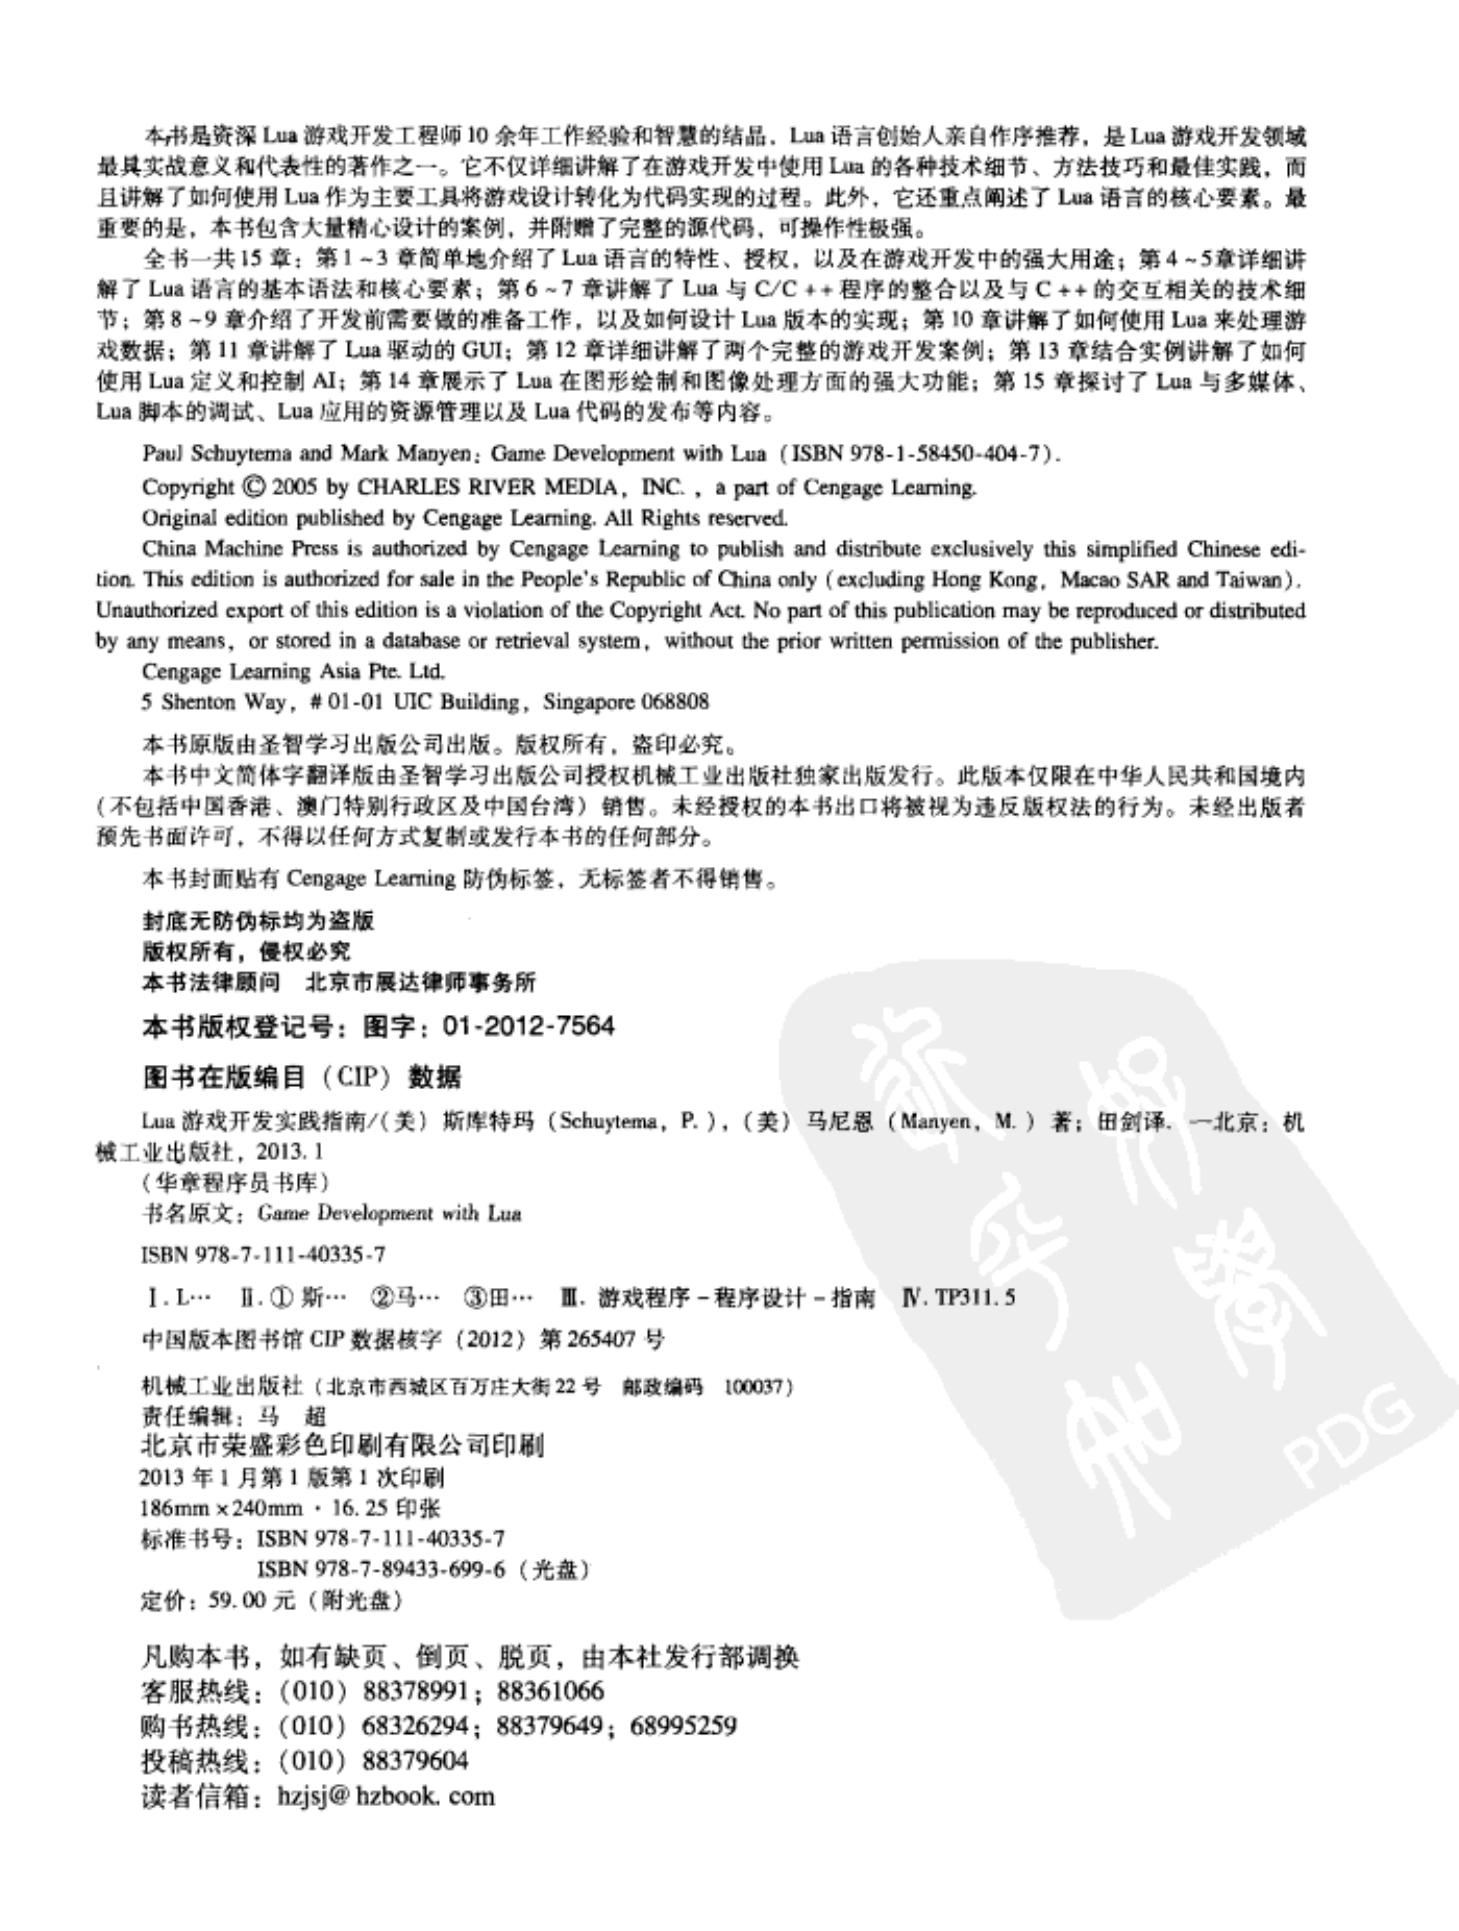 本书是资深 Lua 游戏开发工程师 10 余年工作经验和智慧的结晶，Lua 语言创始人亲自作序推荐，是 Lua 游戏开发领域
最具实战意义和代表性的著作之一。它不仅详细讲解了在游戏开发中使用 Lua 的各种技术细节、方法技巧和最佳实践，而
且讲解了如何使用 Lua 作为主要工具将游戏设计转化为代码实现的过程。此外，它还重点阐述了 Lua 语言的核心要素。最
重要的是，本书包含大量精心设计的案例，并附赠了完整的源代码，可操作性极强。
全书一共 15 章：第 1 ~ 3 章简单地介绍了 Lua 语言的特性、授权，以及在游戏开发中的强大用途；第 4 ~ 5章详细讲
解了 Lua 语言的基本语法和核心要素；第 6 ~ 7 章讲解了 Lua 与 C/C ++ 程序的整合以及与 C ++ 的交互相关的技术细
节；第 8 ~ 9 章介绍了开发前需要做的准备工作，以及如何设计 Lua 版本的实现；第 10 章讲解了如何使用 Lua 来处理游
戏数据；第 11 章讲解了 Lua 驱动的 GUI；第 12 章详细讲解了两个完整的游戏开发案例；第 13 章结合实例讲解了如何
使用 Lua 定义和控制 AI；第 14 章展示了 Lua 在图形绘制和图像处理方面的强大功能；第 15 章探讨了 Lua 与多媒体、
Lua 脚本的调试、Lua 应用的资源管理以及 Lua 代码的发布等内容。
Paul Schuytema and Mark Manyen: Game Development with Lua (ISBN 978-1-58450-404-7).
Copyright © 2005 by CHARLES RIVER MEDIA, INC. , a part of Cengage Learning.
Original edition published by Cengage Learning. All Rights reserved.
China Machine Press is authorized by Cengage Learning to publish and distribute exclusively this simplified Chinese edi-
tion. This edition is authorized for sale in the People's Republic of China only (excluding Hong Kong, Macao SAR and Taiwan).
Unauthorized export of this edition is a violation of the Copyright Act. No part of this publication may be reproduced or distributed
by any means, or stored in a database or retrieval system, without the prior written permission of the publisher.
Cengage Learning Asia Pte. Ltd.
5 Shenton Way, # 01-01 UIC Building, Singapore 068808
本书原版由圣智学习出版公司出版。版权所有，盗印必究。
本书中文简体字翻译版由圣智学习出版公司授权机械工业出版社独家出版发行。此版本仅限在中华人民共和国境内
（不包括中国香港、澳门特别行政区及中国台湾）销售。未经授权的本书出口将被视为违反版权法的行为。未经出版者
预先书面许可，不得以任何方式复制或发行本书的任何部分。
本书封面贴有 Cengage Learning 防伪标签，无标签者不得销售。
封底无防伪标均为盗版
版权所有，侵权必究
本书法律顾问　北京市展达律师事务所
本书版权登记号：图字：01-2012-7564
图书在版编目（CIP）数据
Lua 游戏开发实践指南/（美）斯库特玛（Schuytema, P.），（美）马尼恩（Manyen, M.）著；田剑译. —北京：机
械工业出版社，2013.1
（华章程序员书库）
书名原文：Game Development with Lua
ISBN 978-7-111-40335-7
Ⅰ. L…　Ⅱ. ① 斯…　②马…　③田…　Ⅲ. 游戏程序 – 程序设计 – 指南　Ⅳ. TP311.5
中国版本图书馆 CIP 数据核字（2012）第 265407 号
机械工业出版社（北京市西城区百万庄大街 22 号　邮政编码　100037）
责任编辑：马　超
北京市荣盛彩色印刷有限公司印刷
2013 年 1 月第 1 版第 1 次印刷
186mm × 240mm · 16.25 印张
标准书号：ISBN 978-7-111-40335-7
ISBN 978-7-89433-699-6（光盘）
定价：59.00 元（附光盘）
凡购本书，如有缺页、倒页、脱页，由本社发行部调换
客服热线：（010）88378991；88361066
购书热线：（010）68326294；88379649；68995259
投稿热线：（010）88379604
读者信箱：hzjsj@hzbook.com
PDG